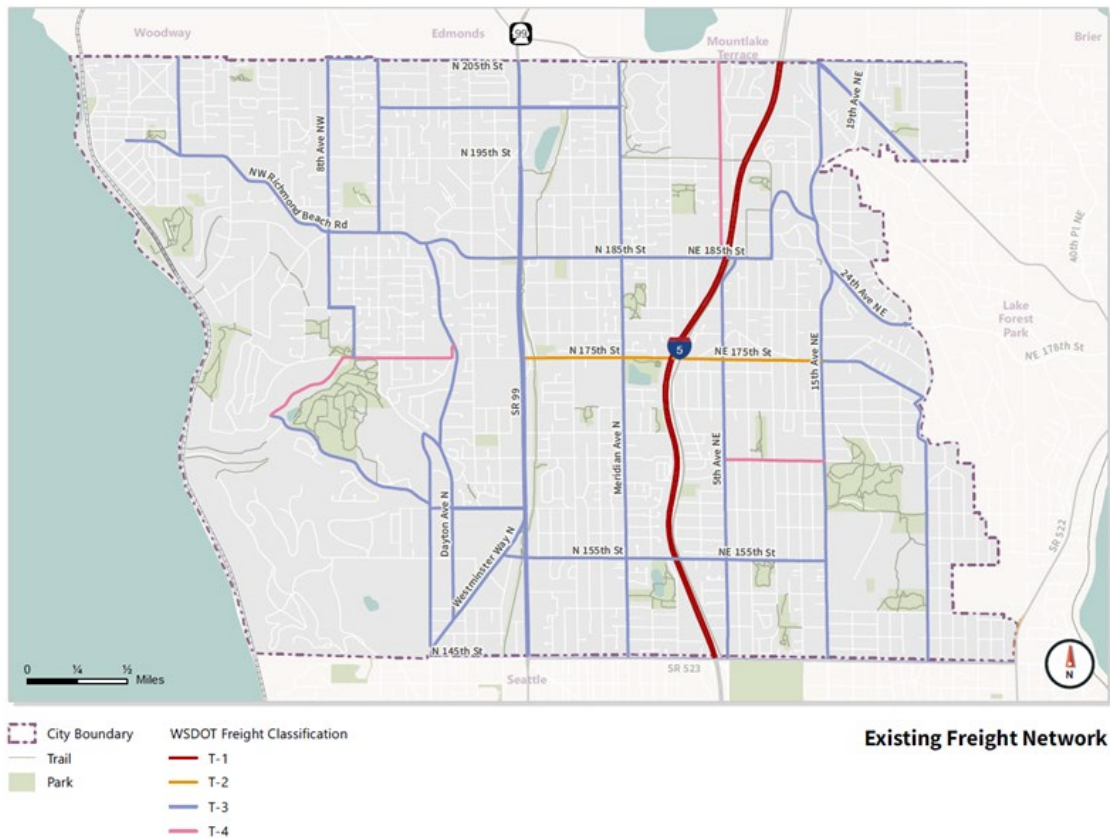 Woodway
Edmonds
99
Mountlake
Terrace
Brier
N 205th St
19th Ave NE
8th Ave NW
N 195th St
NW Richmond Beach Rd
40th Pl NE
N 185th St
NE 185th St
24th Ave NE
Lake
Forest
Park
5
N 175th St
NE 175th St
NE 178th St
15th Ave NE
SR 99
Meridian Ave N
5th Ave NE
Dayton Ave N
Westminster Way N
N 155th St
NE 155th St
SR 522
N 145th St
0 ¼ ½
Miles
Seattle
SR 523
N
City Boundary
Trail
Park
WSDOT Freight Classification
T-1
T-2
T-3
T-4
Existing Freight Network